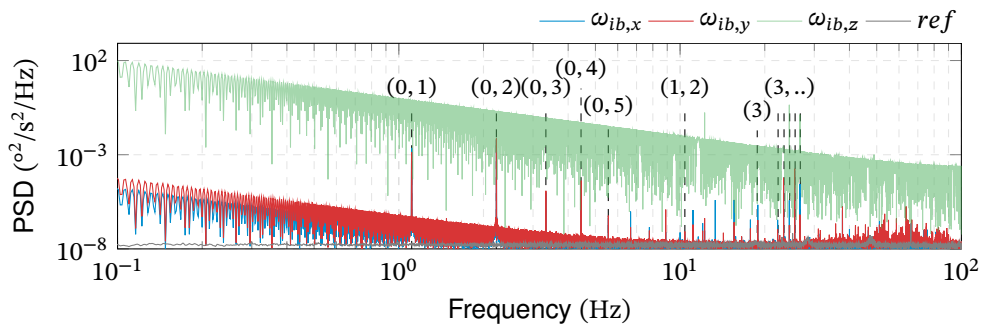 ω_{ib,x} ω_{ib,y} ω_{ib,z} ref
10^2
10^{-3}
10^{-8}
PSD (°²/s²/Hz)
(0, 1)
(0, 2)
(0, 3)
(0, 4)
(0, 5)
(1, 2)
(3)
(3, ..)
10^{-1} 10^0 10^1 10^2
Frequency (Hz)